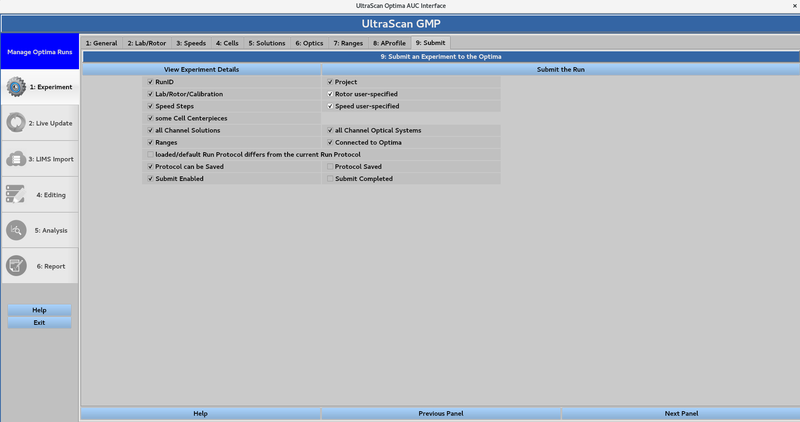 UltraScan Optima AUC Interface ×
UltraScan GMP
Manage Optima Runs
1: Experiment
2: Live Update
3: LIMS Import
4: Editing
5: Analysis
6: Report
Help
Exit
1: General 2: Lab/Rotor 3: Speeds 4: Cells 5: Solutions 6: Optics 7: Ranges 8: AProfile 9: Submit
9: Submit an Experiment to the Optima
View Experiment Details Submit the Run
RunID Project
Lab/Rotor/Calibration Rotor user-specified
Speed Steps Speed user-specified
some Cell Centerpieces
all Channel Solutions all Channel Optical Systems
Ranges Connected to Optima
loaded/default Run Protocol differs from the current Run Protocol
Protocol can be Saved Protocol Saved
Submit Enabled Submit Completed
Help Previous Panel Next Panel